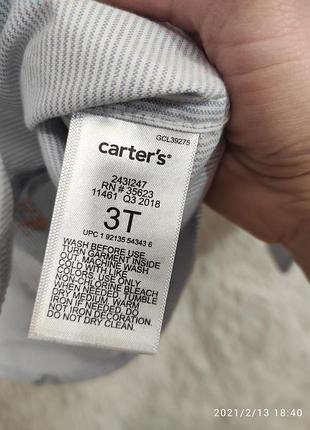 GCL39275
carter's®
243I247
RN # 35623
11461 Q3 2018
3T
UPC 1 92135 54343 6
WASH BEFORE USE.
TURN GARMENT INSIDE
OUT. MACHINE WASH
COLD WITH LIKE
COLORS. USE ONLY
NON-CHLORINE BLEACH
WHEN NEEDED. TUMBLE
DRY MEDIUM. WARM
IRON IF NEEDED. DO
NOT IRON DECORATION.
DO NOT DRY CLEAN.
2021/2/13 18:40